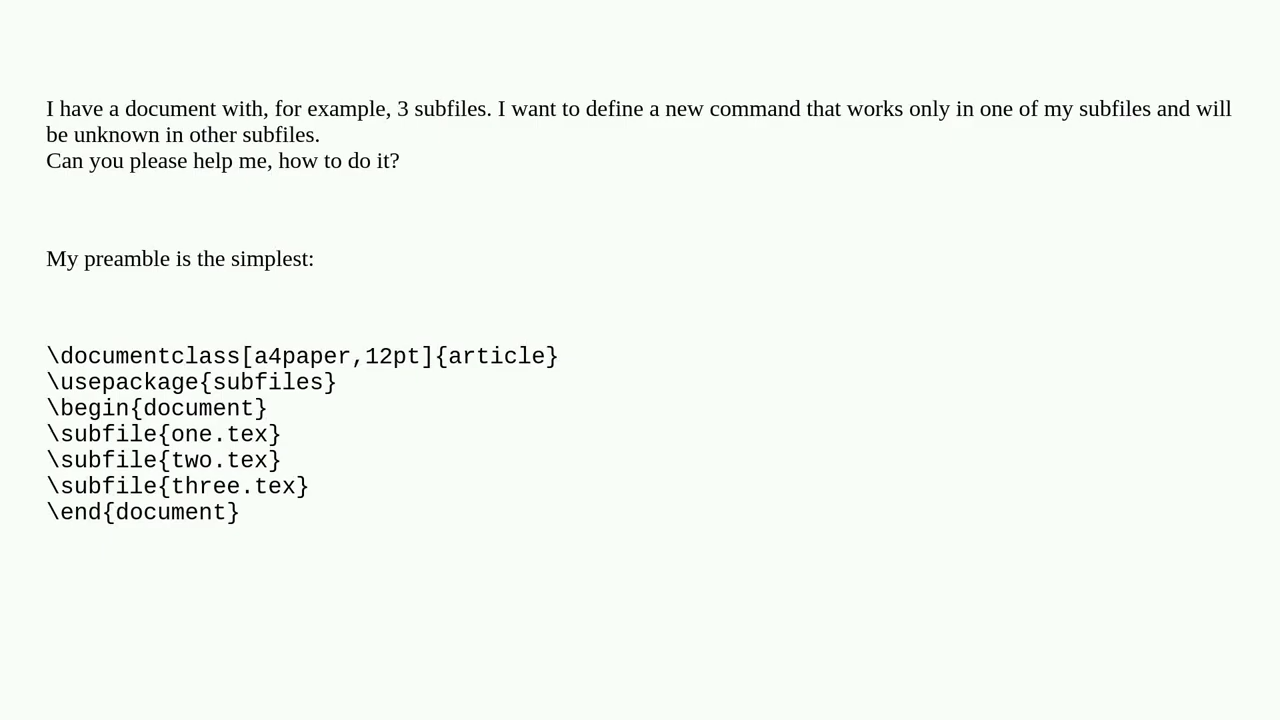 I have a document with, for example, 3 subfiles. I want to define a new command that works only in one of my subfiles and will
be unknown in other subfiles.
Can you please help me, how to do it?
My preamble is the simplest:
\documentclass[a4paper,12pt]{article}
\usepackage{subfiles}
\begin{document}
\subfile{one.tex}
\subfile{two.tex}
\subfile{three.tex}
\end{document}